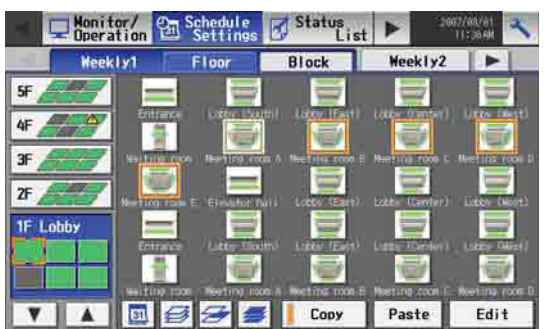 Monitor/ Operation
Schedule Settings
Status List
2007/08/01
11:30 AM
Weekly1 Floor Block Weekly2
5F
4F
3F
2F
1F Lobby
Entrance Lobby (South) Lobby (East) Lobby (Center) Lobby (West)
Waiting room Meeting room A Meeting room B Meeting room C Meeting room D
Meeting room E Elevator hall Lobby (East) Lobby (Center) Lobby (West)
Entrance Lobby (South) Lobby (East) Lobby (Center) Lobby (West)
Waiting room Meeting room A Meeting room B Meeting room C Meeting room D
31 Copy Paste Edit